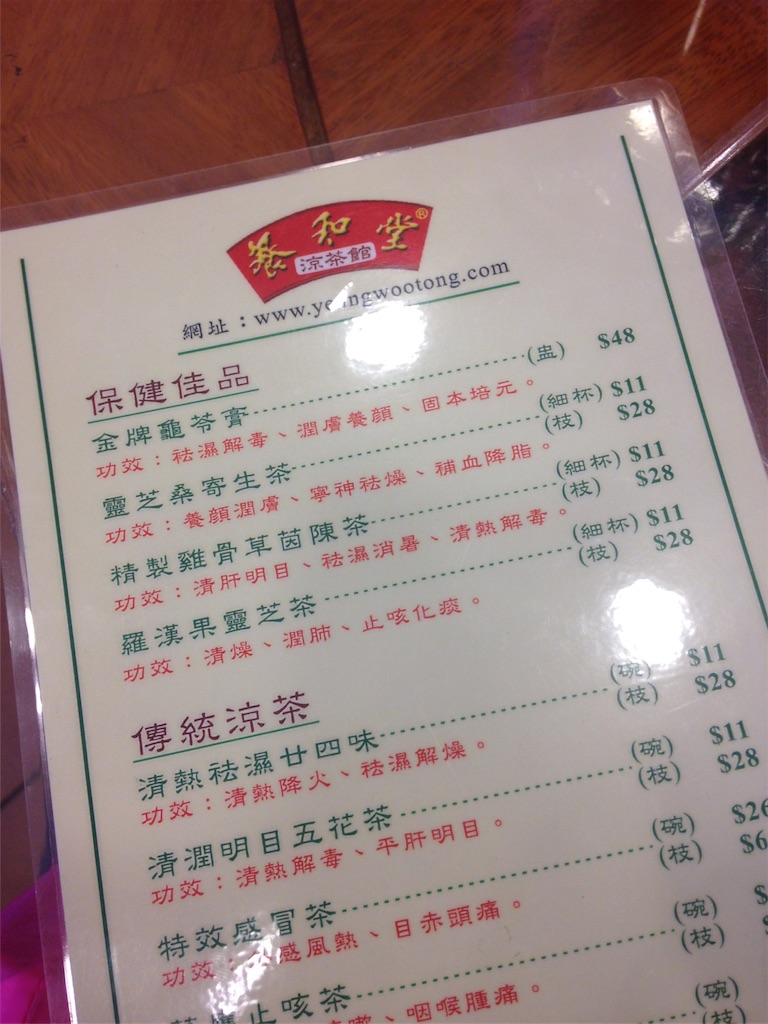 養和堂®
涼茶館
網址：www.yeungwootong.com
保健佳品
金牌龜苓膏 (盅) $48
功效：祛濕解毒、潤膚養顏、固本培元。
靈芝桑寄生茶 (細杯) $11
(枝) $28
功效：養顏潤膚、寧神祛燥、補血降脂。
精製雞骨草茵陳茶 (細杯) $11
(枝) $28
功效：清肝明目、祛濕消暑、清熱解毒。
羅漢果靈芝茶 (細杯) $11
(枝) $28
功效：清燥、潤肺、止咳化痰。
傳統涼茶
清熱祛濕廿四味 (碗) $11
(枝) $28
功效：清熱降火、祛濕解燥。
清潤明目五花茶 (碗) $11
(枝) $28
功效：清熱解毒、平肝明目。
特效感冒茶 (碗) $26
(枝) $6
功效：感風熱、目赤頭痛。
止咳茶 (碗) $
(枝)
咽喉腫痛。
(碗)
(枝)